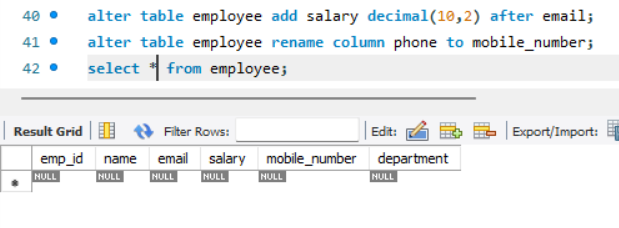 40 alter table employee add salary decimal(10,2) after email;
41 alter table employee rename column phone to mobile_number;
42 select * from employee;
Result Grid Filter Rows: Edit: Export/Import:
emp_id name email salary mobile_number department
* NULL NULL NULL NULL NULL NULL